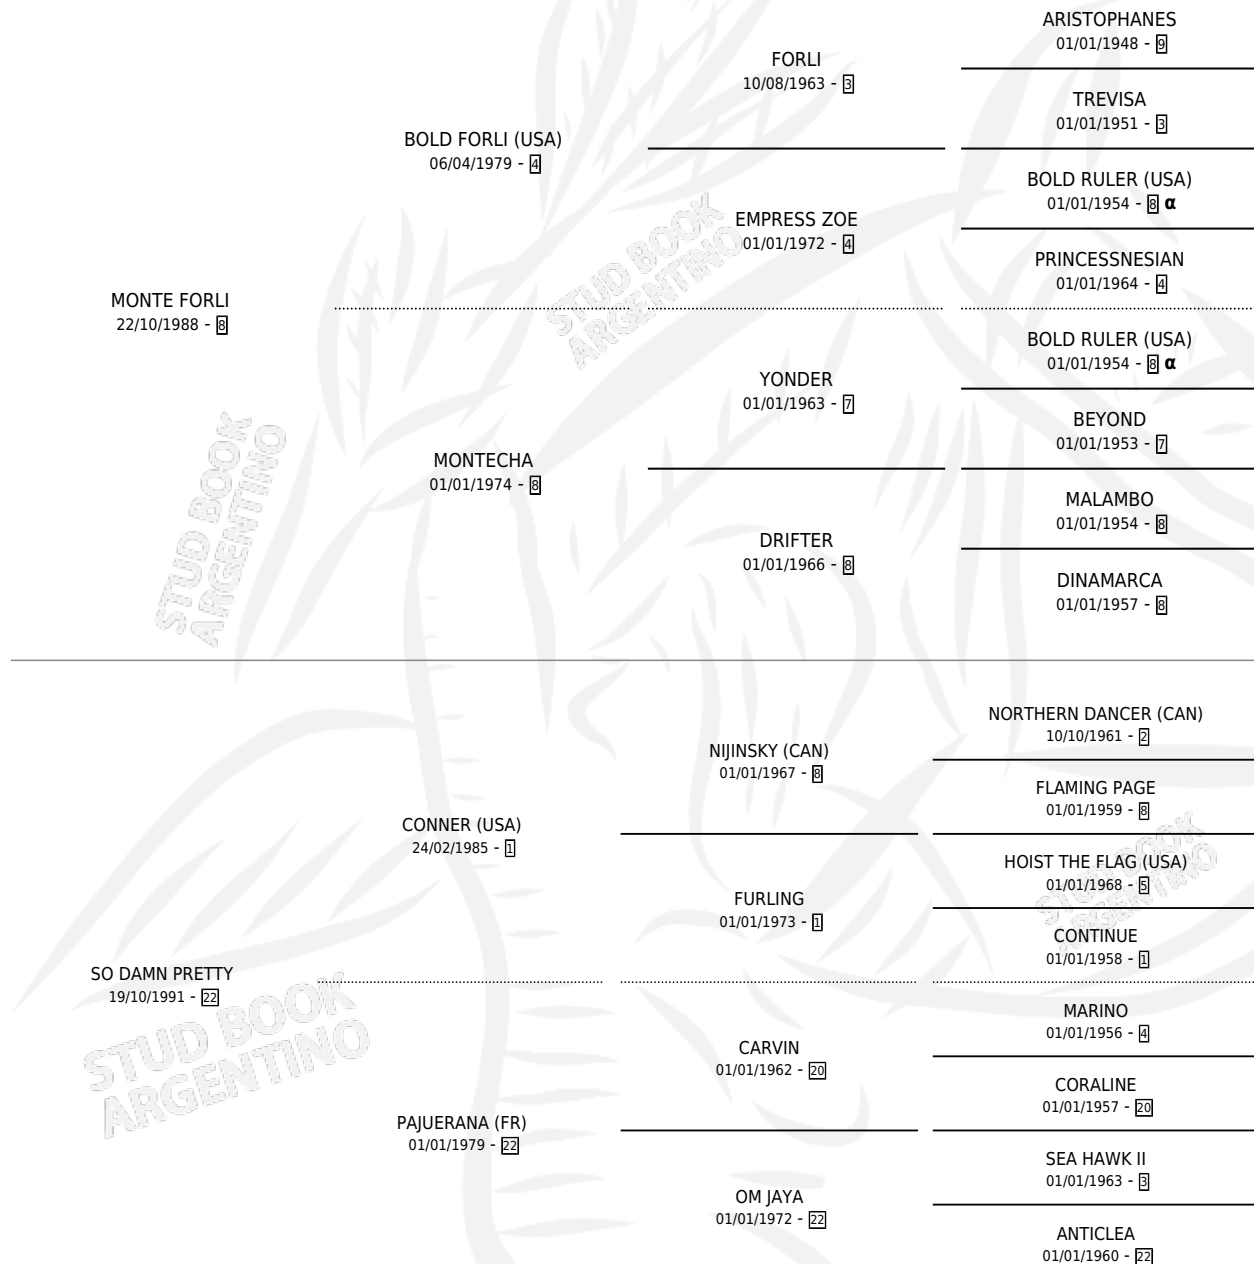 ARISTOPHANES
01/01/1948 - 9
FORLI
10/08/1963 - 3
TREVISA
01/01/1951 - 3
BOLD FORLI (USA)
06/04/1979 - 4
BOLD RULER (USA)
01/01/1954 - 8 α
EMPRESS ZOE
01/01/1972 - 4
PRINCESSNESIAN
01/01/1964 - 4
MONTE FORLI
22/10/1988 - 8
BOLD RULER (USA)
01/01/1954 - 8 α
YONDER
01/01/1963 - 7
BEYOND
01/01/1953 - 7
MONTECHA
01/01/1974 - 8
MALAMBO
01/01/1954 - 8
DRIFTER
01/01/1966 - 8
DINAMARCA
01/01/1957 - 8
NORTHERN DANCER (CAN)
10/10/1961 - 2
NIJINSKY (CAN)
01/01/1967 - 8
FLAMING PAGE
01/01/1959 - 8
CONNER (USA)
24/02/1985 - 1
HOIST THE FLAG (USA)
01/01/1968 - 5
FURLING
01/01/1973 - 1
CONTINUE
01/01/1958 - 1
SO DAMN PRETTY
19/10/1991 - 22
MARINO
01/01/1956 - 4
CARVIN
01/01/1962 - 20
CORALINE
01/01/1957 - 20
PAJUERANA (FR)
01/01/1979 - 22
SEA HAWK II
01/01/1963 - 3
OM JAYA
01/01/1972 - 22
ANTICLEA
01/01/1960 - 22
STUD BOOK
ARGENTINO
STUD BOOK
ARGENTINO
STUD BOOK
ARGENTINO
STUD BOOK
ARGENTINO